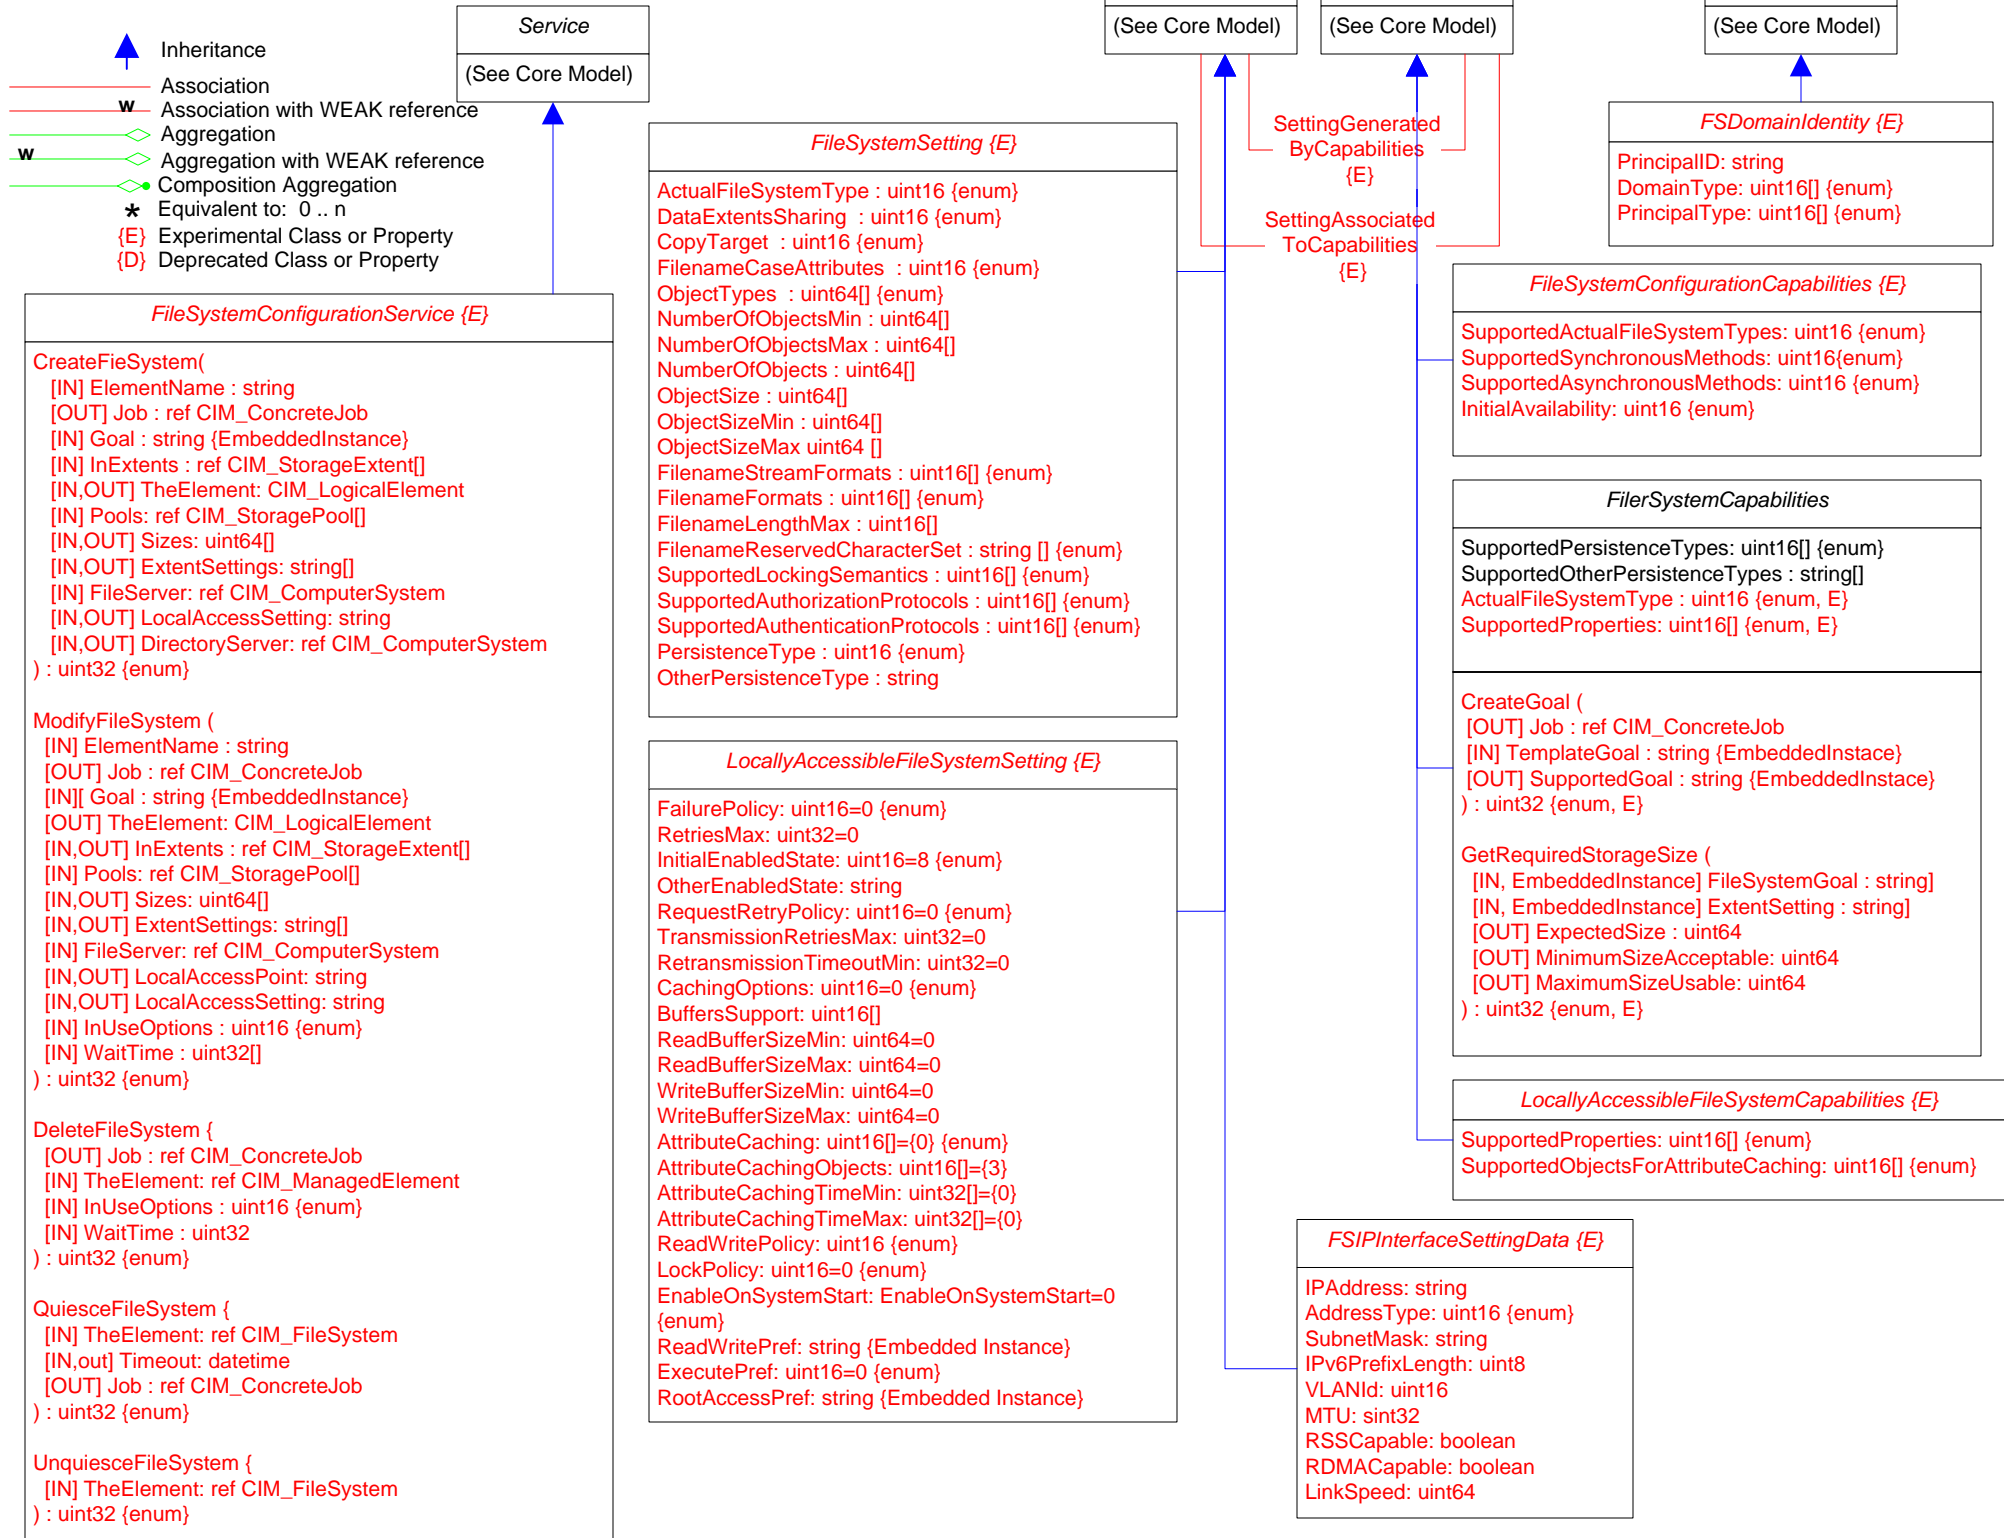 Inheritance
Association
w
Association with WEAK reference
Aggregation
w
Aggregation with WEAK reference
Composition Aggregation
* Equivalent to: 0 .. n
{E} Experimental Class or Property
{D} Deprecated Class or Property
Service
(See Core Model)
(See Core Model)
(See Core Model)
(See Core Model)
FileSystemConfigurationService {E}
CreateFieSystem(
[IN] ElementName : string
[OUT] Job : ref CIM_ConcreteJob
[IN] Goal : string {EmbeddedInstance}
[IN] InExtents : ref CIM_StorageExtent[]
[IN,OUT] TheElement: CIM_LogicalElement
[IN] Pools: ref CIM_StoragePool[]
[IN,OUT] Sizes: uint64[]
[IN,OUT] ExtentSettings: string[]
[IN] FileServer: ref CIM_ComputerSystem
[IN,OUT] LocalAccessSetting: string
[IN,OUT] DirectoryServer: ref CIM_ComputerSystem
) : uint32 {enum}
ModifyFileSystem (
[IN] ElementName : string
[OUT] Job : ref CIM_ConcreteJob
[IN][ Goal : string {EmbeddedInstance}
[OUT] TheElement: CIM_LogicalElement
[IN,OUT] InExtents : ref CIM_StorageExtent[]
[IN] Pools: ref CIM_StoragePool[]
[IN,OUT] Sizes: uint64[]
[IN,OUT] ExtentSettings: string[]
[IN] FileServer: ref CIM_ComputerSystem
[IN,OUT] LocalAccessPoint: string
[IN,OUT] LocalAccessSetting: string
[IN] InUseOptions : uint16 {enum}
[IN] WaitTime : uint32[]
) : uint32 {enum}
DeleteFileSystem {
[OUT] Job : ref CIM_ConcreteJob
[IN] TheElement: ref CIM_ManagedElement
[IN] InUseOptions : uint16 {enum}
[IN] WaitTime : uint32
) : uint32 {enum}
QuiesceFileSystem {
[IN] TheElement: ref CIM_FileSystem
[IN,out] Timeout: datetime
[OUT] Job : ref CIM_ConcreteJob
) : uint32 {enum}
UnquiesceFileSystem {
[IN] TheElement: ref CIM_FileSystem
) : uint32 {enum}
FileSystemSetting {E}
ActualFileSystemType : uint16 {enum}
DataExtentsSharing : uint16 {enum}
CopyTarget : uint16 {enum}
FilenameCaseAttributes : uint16 {enum}
ObjectTypes : uint64[] {enum}
NumberOfObjectsMin : uint64[]
NumberOfObjectsMax : uint64[]
NumberOfObjects : uint64[]
ObjectSize : uint64[]
ObjectSizeMin : uint64[]
ObjectSizeMax uint64 []
FilenameStreamFormats : uint16[] {enum}
FilenameFormats : uint16[] {enum}
FilenameLengthMax : uint16[]
FilenameReservedCharacterSet : string [] {enum}
SupportedLockingSemantics : uint16[] {enum}
SupportedAuthorizationProtocols : uint16[] {enum}
SupportedAuthenticationProtocols : uint16[] {enum}
PersistenceType : uint16 {enum}
OtherPersistenceType : string
LocallyAccessibleFileSystemSetting {E}
FailurePolicy: uint16=0 {enum}
RetriesMax: uint32=0
InitialEnabledState: uint16=8 {enum}
OtherEnabledState: string
RequestRetryPolicy: uint16=0 {enum}
TransmissionRetriesMax: uint32=0
RetransmissionTimeoutMin: uint32=0
CachingOptions: uint16=0 {enum}
BuffersSupport: uint16[]
ReadBufferSizeMin: uint64=0
ReadBufferSizeMax: uint64=0
WriteBufferSizeMin: uint64=0
WriteBufferSizeMax: uint64=0
AttributeCaching: uint16[]={0} {enum}
AttributeCachingObjects: uint16[]={3}
AttributeCachingTimeMin: uint32[]={0}
AttributeCachingTimeMax: uint32[]={0}
ReadWritePolicy: uint16 {enum}
LockPolicy: uint16=0 {enum}
EnableOnSystemStart: EnableOnSystemStart=0
{enum}
ReadWritePref: string {Embedded Instance}
ExecutePref: uint16=0 {enum}
RootAccessPref: string {Embedded Instance}
SettingGenerated
ByCapabilities
{E}
SettingAssociated
ToCapabilities
{E}
FSDomainIdentity {E}
PrincipalID: string
DomainType: uint16[] {enum}
PrincipalType: uint16[] {enum}
FileSystemConfigurationCapabilities {E}
SupportedActualFileSystemTypes: uint16 {enum}
SupportedSynchronousMethods: uint16{enum}
SupportedAsynchronousMethods: uint16 {enum}
InitialAvailability: uint16 {enum}
FilerSystemCapabilities
SupportedPersistenceTypes: uint16[] {enum}
SupportedOtherPersistenceTypes : string[]
ActualFileSystemType : uint16 {enum, E}
SupportedProperties: uint16[] {enum, E}
CreateGoal (
[OUT] Job : ref CIM_ConcreteJob
[IN] TemplateGoal : string {EmbeddedInstace}
[OUT] SupportedGoal : string {EmbeddedInstace}
) : uint32 {enum, E}
GetRequiredStorageSize (
[IN, EmbeddedInstance] FileSystemGoal : string]
[IN, EmbeddedInstance] ExtentSetting : string]
[OUT] ExpectedSize : uint64
[OUT] MinimumSizeAcceptable: uint64
[OUT] MaximumSizeUsable: uint64
) : uint32 {enum, E}
LocallyAccessibleFileSystemCapabilities {E}
SupportedProperties: uint16[] {enum}
SupportedObjectsForAttributeCaching: uint16[] {enum}
FSIPInterfaceSettingData {E}
IPAddress: string
AddressType: uint16 {enum}
SubnetMask: string
IPv6PrefixLength: uint8
VLANId: uint16
MTU: sint32
RSSCapable: boolean
RDMACapable: boolean
LinkSpeed: uint64